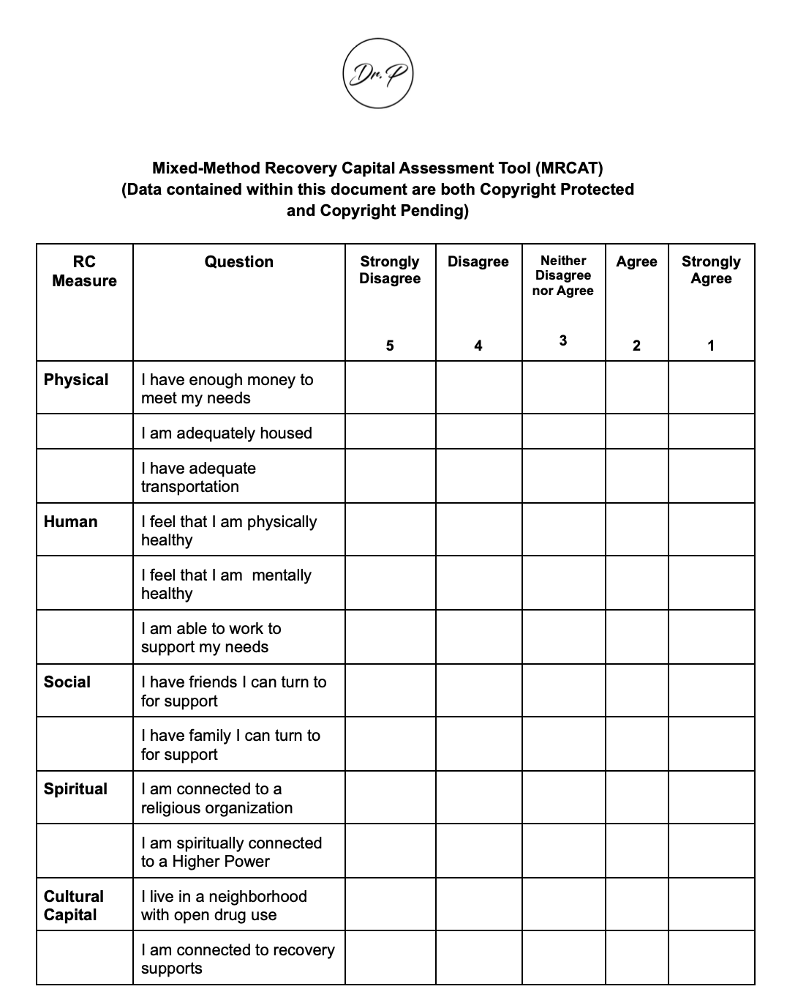 Dr. P
Mixed-Method Recovery Capital Assessment Tool (MRCAT)
(Data contained within this document are both Copyright Protected
and Copyright Pending)
RC
Measure
Question
Strongly
Disagree
5
Disagree
4
Neither
Disagree
nor Agree
3
Agree
2
Strongly
Agree
1
Physical
I have enough money to
meet my needs
I am adequately housed
I have adequate
transportation
Human
I feel that I am physically
healthy
I feel that I am  mentally
healthy
I am able to work to
support my needs
Social
I have friends I can turn to
for support
I have family I can turn to
for support
Spiritual
I am connected to a
religious organization
I am spiritually connected
to a Higher Power
Cultural
Capital
I live in a neighborhood
with open drug use
I am connected to recovery
supports